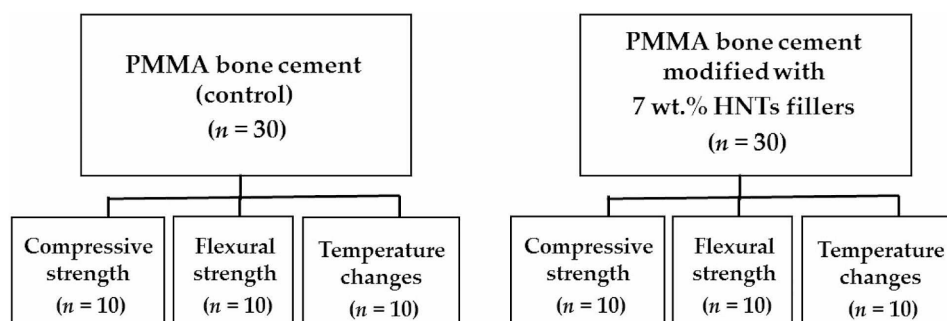 PMMA bone cement
(control)
(n = 30)
PMMA bone cement
modified with
7 wt.% HNTs fillers
(n = 30)
Compressive
strength
(n = 10)
Flexural
strength
(n = 10)
Temperature
changes
(n = 10)
Compressive
strength
(n = 10)
Flexural
strength
(n = 10)
Temperature
changes
(n = 10)